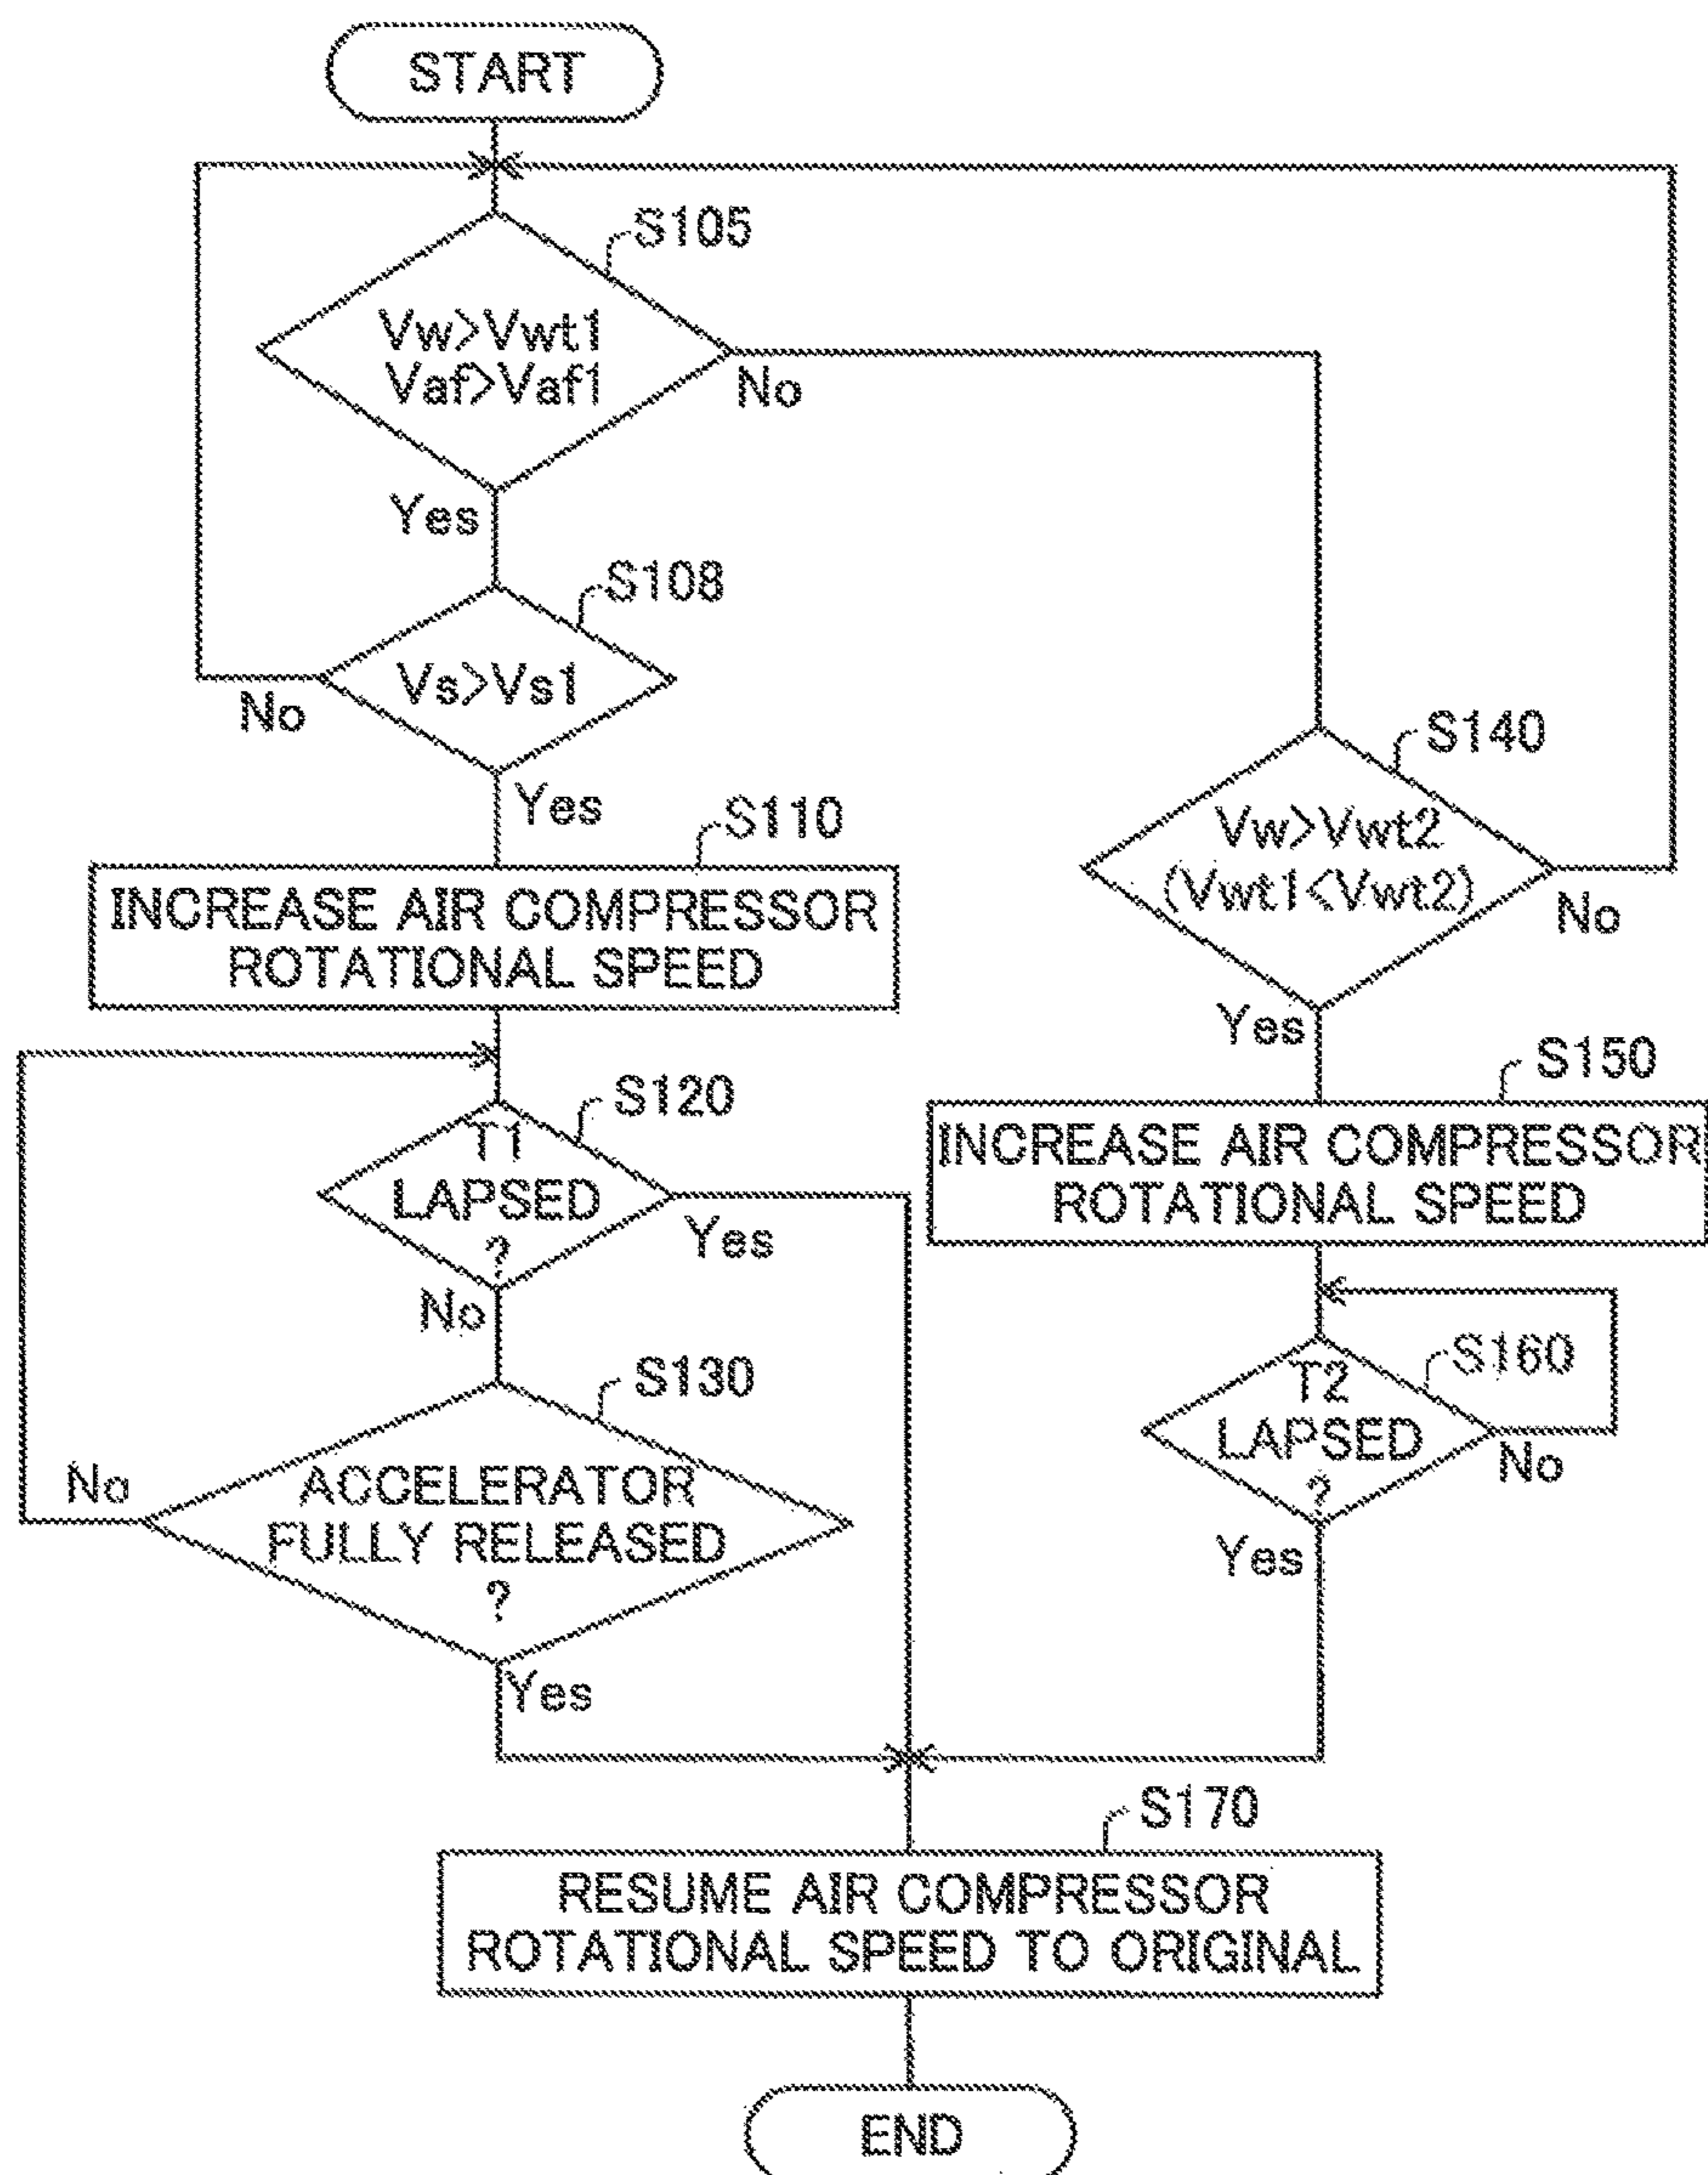 START
S105
Vw>Vwt1
Vaf>Vaf1
No
Yes
S108
Vs>Vs1
No
Yes
S140
Vw>Vwt2
(Vwt1<Vwt2)
No
Yes
S110
INCREASE AIR COMPRESSOR
ROTATIONAL SPEED
S120
T1
LAPSED
?
Yes
No
S130
ACCELERATOR
FULLY RELEASED
?
No
Yes
S150
INCREASE AIR COMPRESSOR
ROTATIONAL SPEED
S160
T2
LAPSED
?
No
Yes
S170
RESUME AIR COMPRESSOR
ROTATIONAL SPEED TO ORIGINAL
END